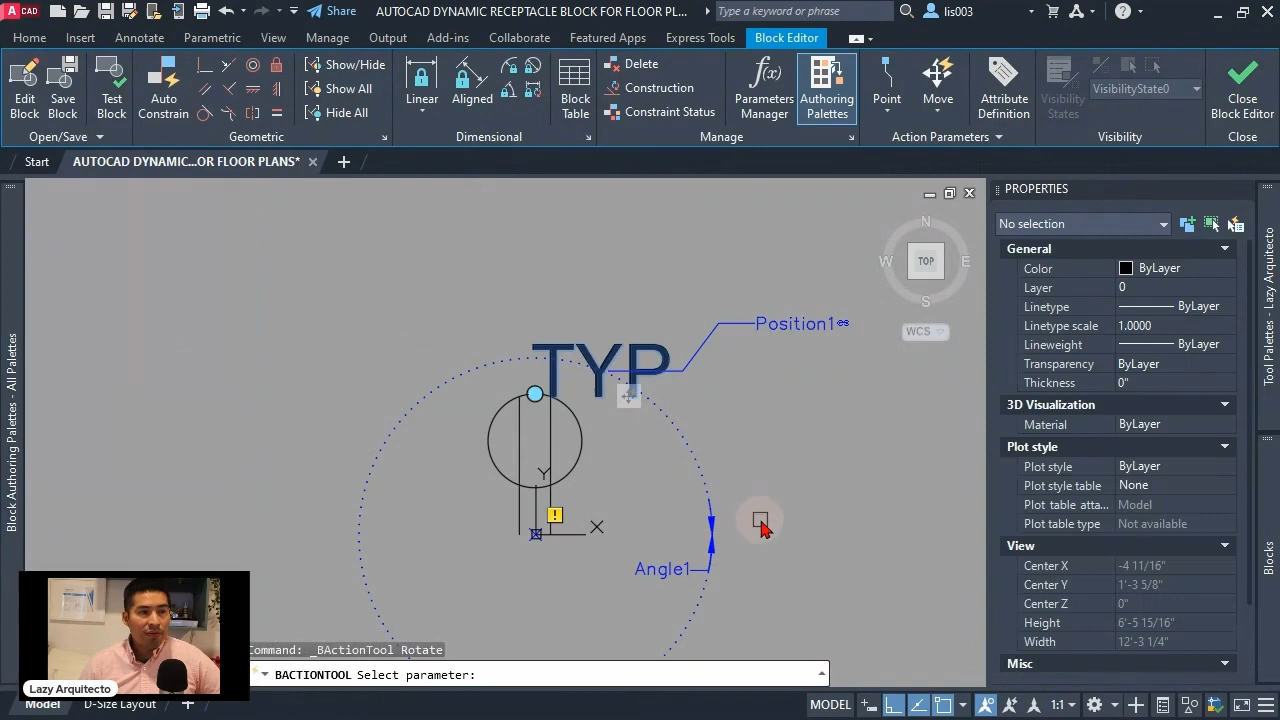 CAD
Share
AUTOCAD DYNAMIC RECEPTACLE BLOCK FOR FLOOR PL...
Type a keyword or phrase
lis003
Home Insert Annotate Parametric View Manage Output Add-ins Collaborate Featured Apps Express Tools Block Editor
Edit Block
Save Block
Test Block
Auto Constrain
Show/Hide
Show All
Hide All
Linear
Aligned
Block Table
Delete
Construction
Constraint Status
Parameters Manager
Authoring Palettes
Point
Move
Attribute Definition
Visibility States
VisibilityState0
Close Block Editor
Open/Save
Geometric
Dimensional
Manage
Action Parameters
Visibility
Close
Start
AUTOCAD DYNAMIC...OR FLOOR PLANS*
Block Authoring Palettes - All Palettes
N
W TOP E
S
WCS
Position1
TYP
Y
X
!
Angle1
PROPERTIES
No selection
General
Color ByLayer
Layer 0
Linetype ByLayer
Linetype scale 1.0000
Lineweight ByLayer
Transparency ByLayer
Thickness 0"
3D Visualization
Material ByLayer
Plot style
Plot style ByLayer
Plot style table None
Plot table atta... Model
Plot table type Not available
View
Center X -4 11/16"
Center Y 1'-3 5/8"
Center Z 0"
Height 6'-5 15/16"
Width 12'-3 1/4"
Misc
Tool Palettes - Lazy Arquitecto
Blocks
Command: _BActionTool Rotate
BACTIONTOOL Select parameter:
Lazy Arquitecto
Model D-Size Layout
MODEL
1:1